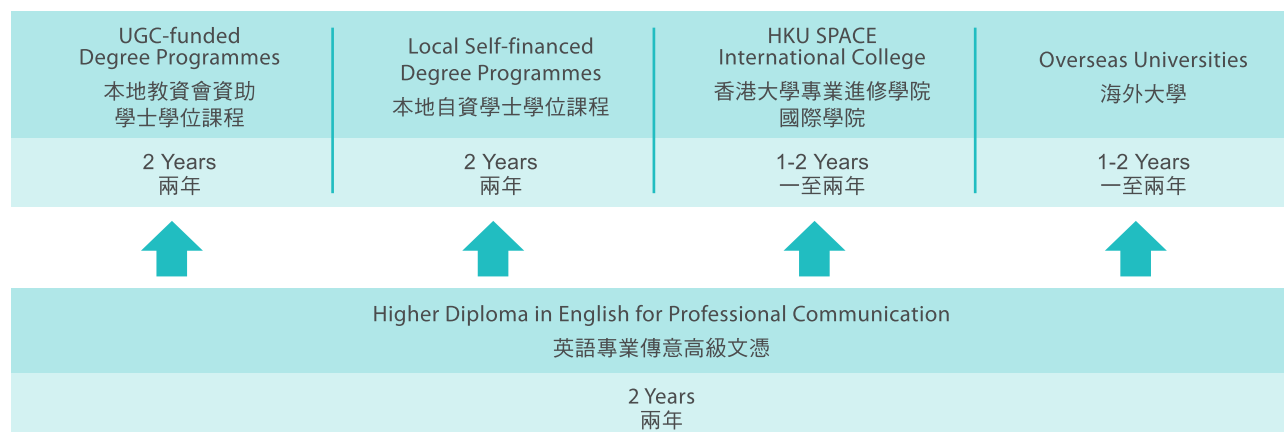 UGC-funded
Degree Programmes
本地教資會資助
學士學位課程
2 Years
兩年
Local Self-financed
Degree Programmes
本地自資學士學位課程
2 Years
兩年
HKU SPACE
International College
香港大學專業進修學院
國際學院
1-2 Years
一至兩年
Overseas Universities
海外大學
1-2 Years
一至兩年
Higher Diploma in English for Professional Communication
英語專業傳意高級文憑
2 Years
兩年